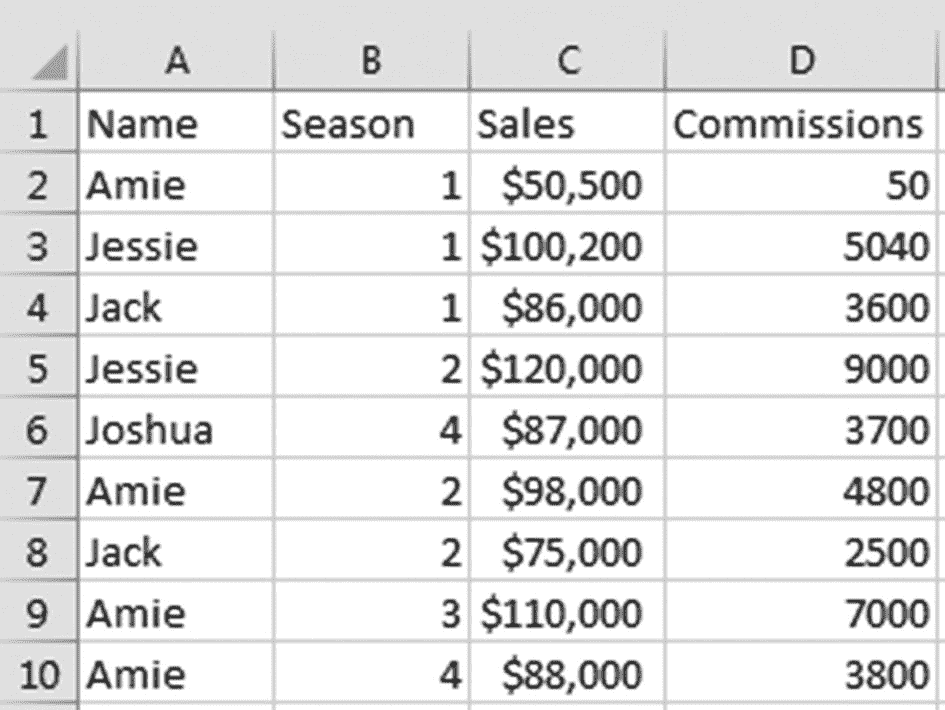 A B C D
1 Name Season Sales Commissions
2 Amie 1 $50,500 50
3 Jessie 1 $100,200 5040
4 Jack 1 $86,000 3600
5 Jessie 2 $120,000 9000
6 Joshua 4 $87,000 3700
7 Amie 2 $98,000 4800
8 Jack 2 $75,000 2500
9 Amie 3 $110,000 7000
10 Amie 4 $88,000 3800